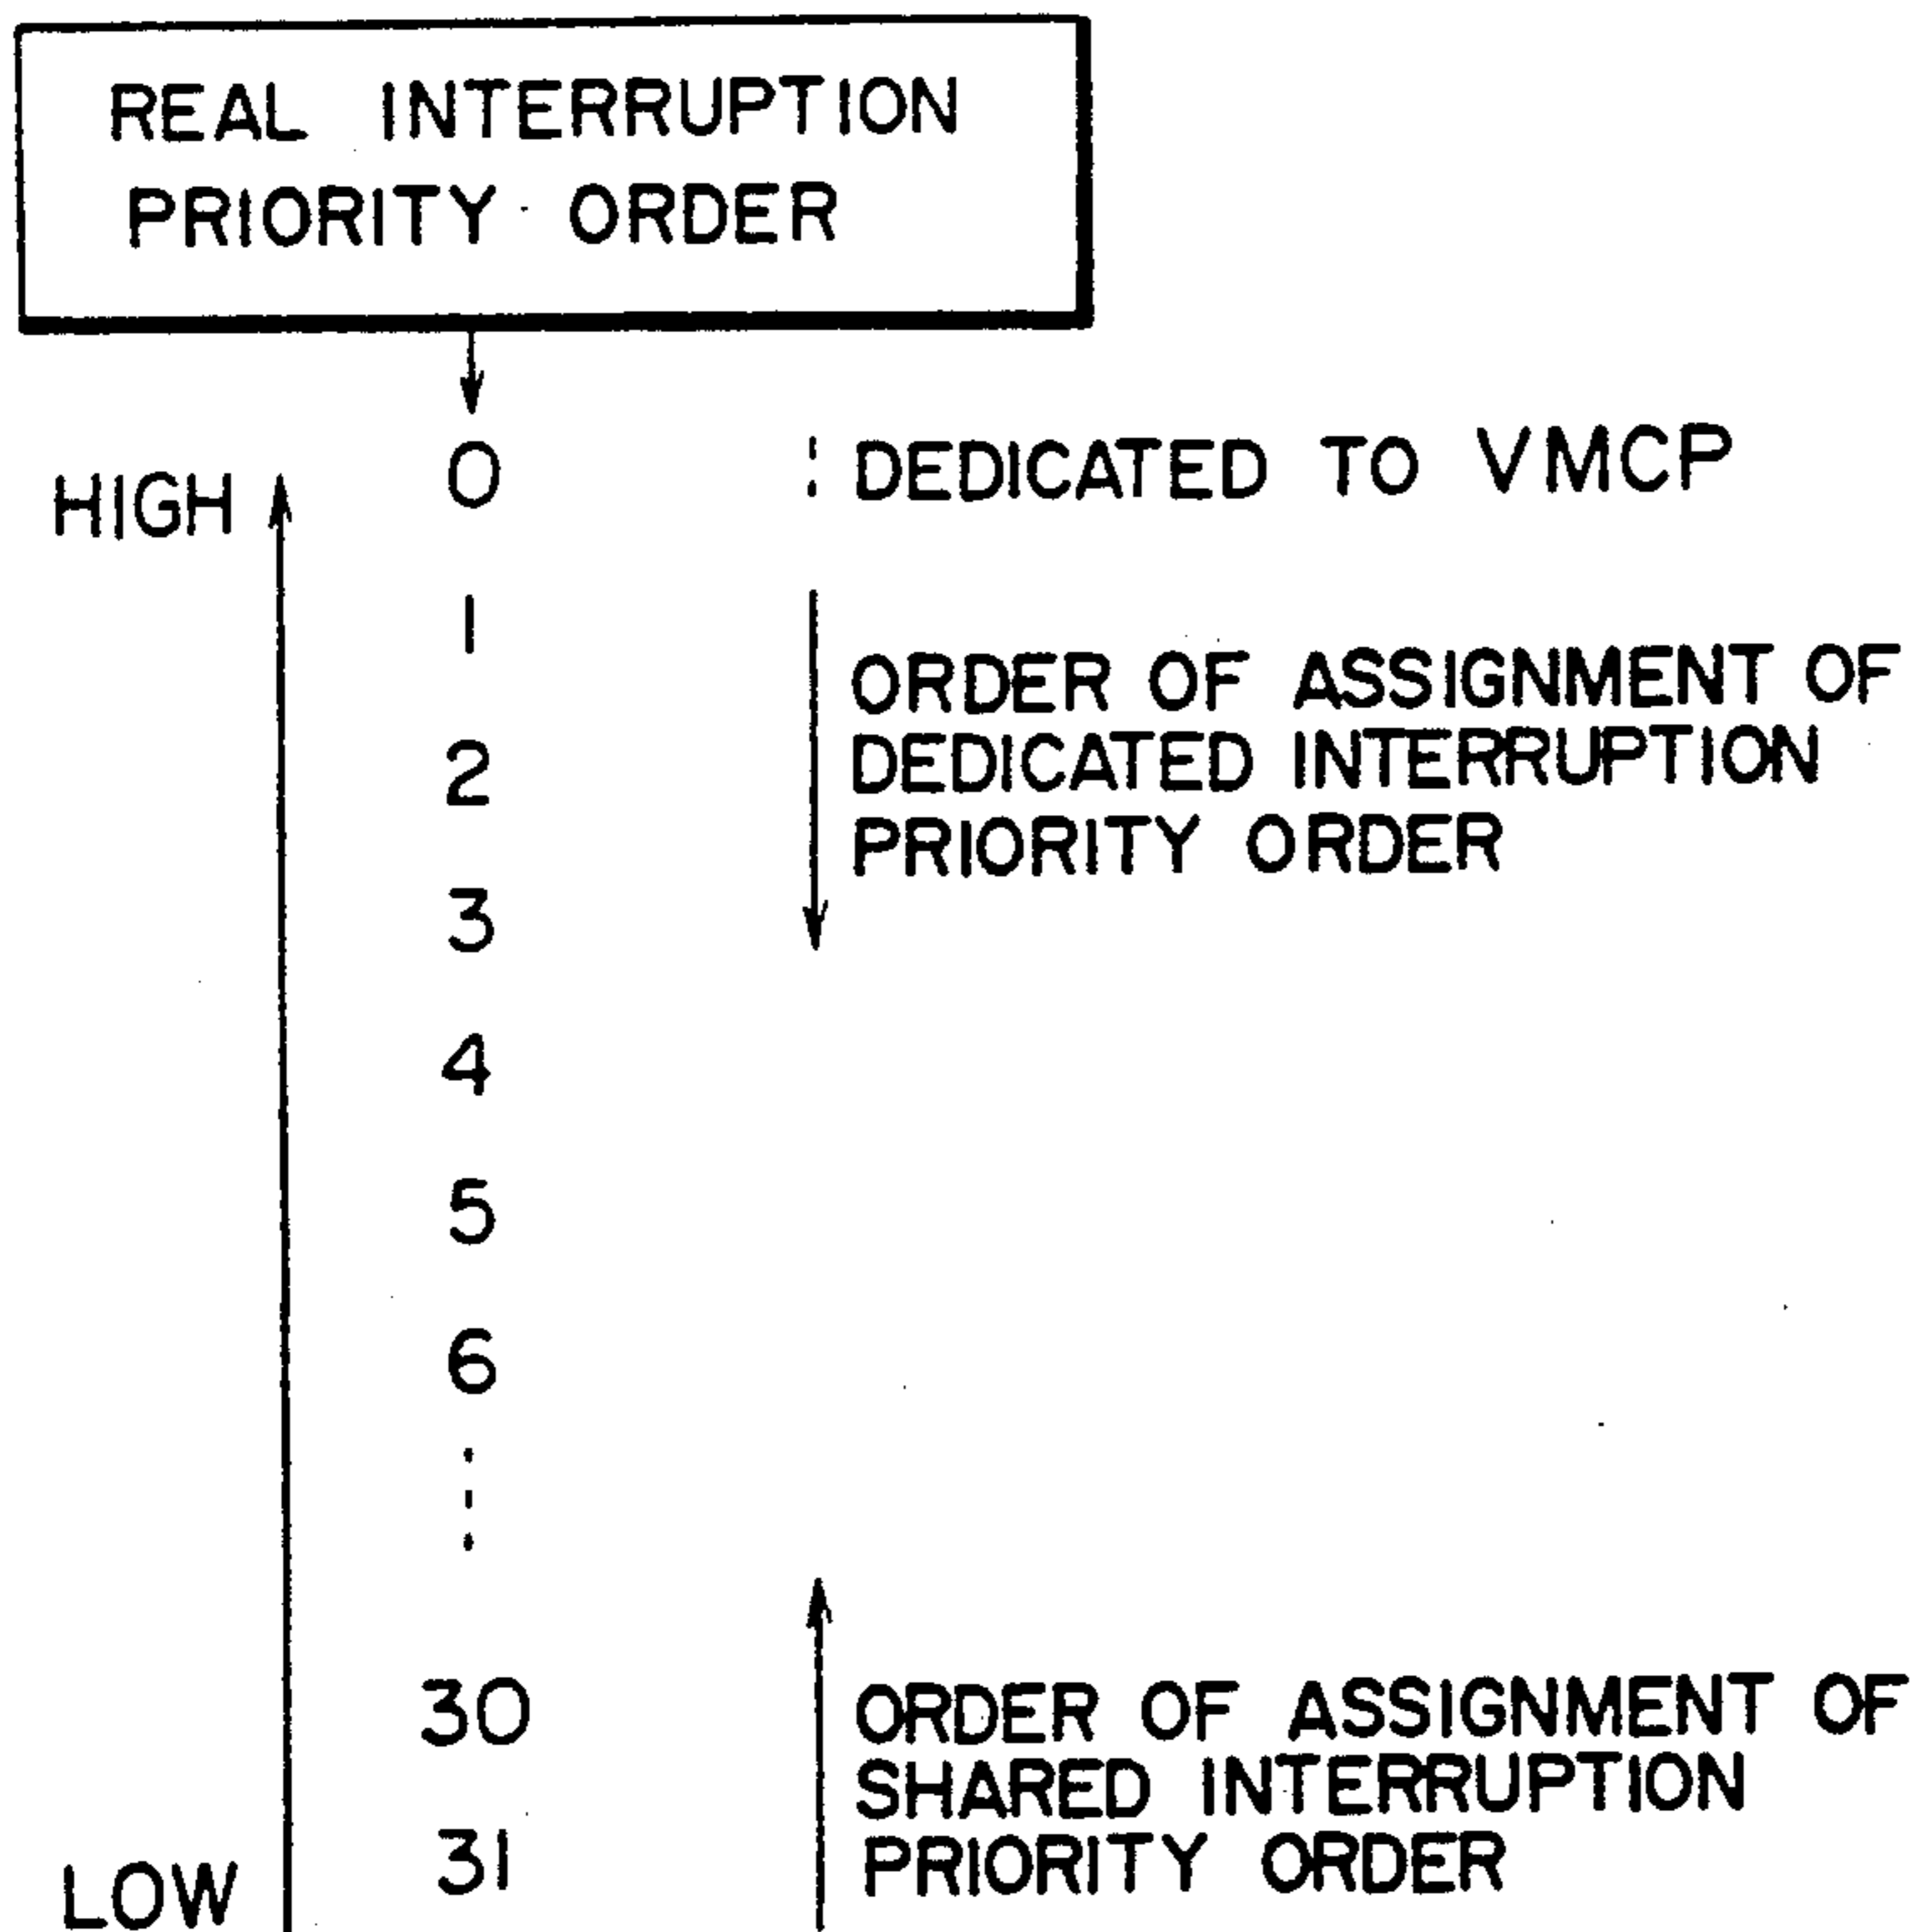 REAL INTERRUPTION
PRIORITY ORDER
HIGH
0 : DEDICATED TO VMCP
1
ORDER OF ASSIGNMENT OF
2
DEDICATED INTERRUPTION
PRIORITY ORDER
3
4
5
6
30
ORDER OF ASSIGNMENT OF
SHARED INTERRUPTION
31
PRIORITY ORDER
LOW